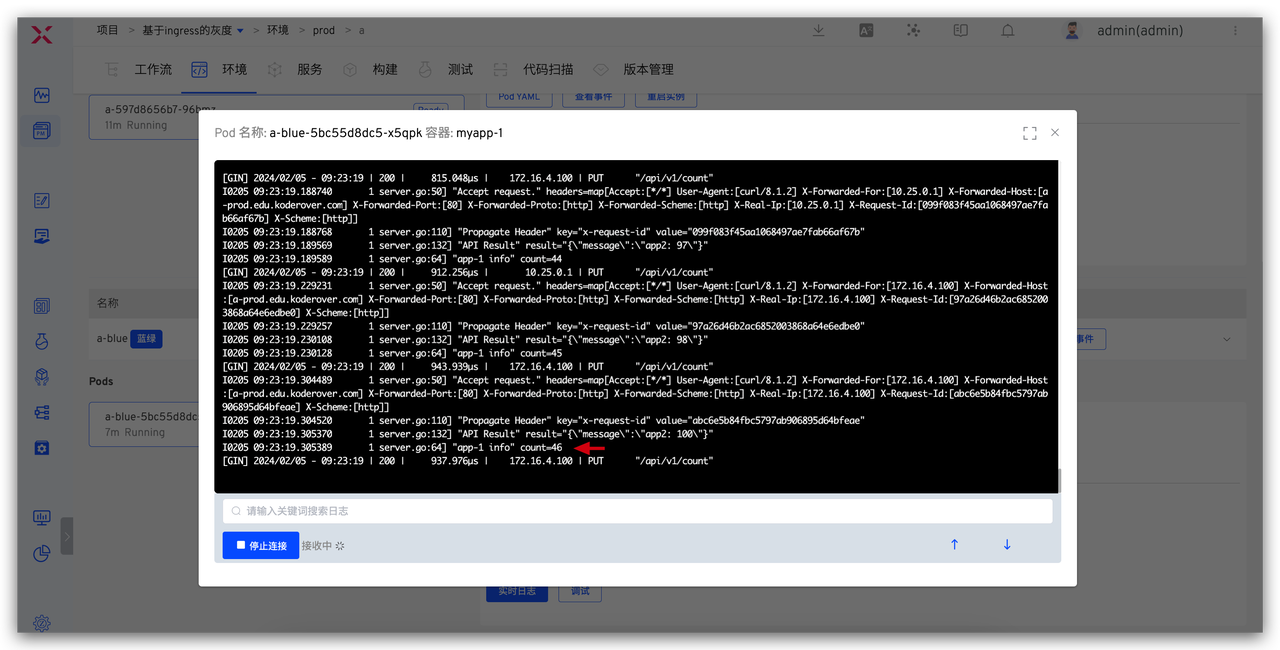 项目 > 基于ingress的灰度 > 环境 > prod > a
admin(admin)
工作流 环境 服务 构建 测试 代码扫描 版本管理
a-597d8656b7-96bmz Ready
11m Running
Pod YAML 查看事件 重启实例
Pod 名称: a-blue-5bc55d8dc5-x5qpk 容器: myapp-1
[GIN] 2024/02/05 - 09:23:19 | 200 | 815.048µs | 172.16.4.100 | PUT "/api/v1/count"
I0205 09:23:19.188740 1 server.go:50] "Accept request." headers=map[Accept:[*/*] User-Agent:[curl/8.1.2] X-Forwarded-For:[10.25.0.1] X-Forwarded-Host:[a
-prod.edu.koderover.com] X-Forwarded-Port:[80] X-Forwarded-Proto:[http] X-Forwarded-Scheme:[http] X-Real-Ip:[10.25.0.1] X-Request-Id:[099f083f45aa1068497ae7fa
b66af67b] X-Scheme:[http]]
I0205 09:23:19.188768 1 server.go:110] "Propagate Header" key="x-request-id" value="099f083f45aa1068497ae7fab66af67b"
I0205 09:23:19.189569 1 server.go:132] "API Result" result="{\"message\":\"app2: 97\"}"
I0205 09:23:19.189589 1 server.go:64] "app-1 info" count=44
[GIN] 2024/02/05 - 09:23:19 | 200 | 912.256µs | 10.25.0.1 | PUT "/api/v1/count"
I0205 09:23:19.229231 1 server.go:50] "Accept request." headers=map[Accept:[*/*] User-Agent:[curl/8.1.2] X-Forwarded-For:[172.16.4.100] X-Forwarded-Host
:[a-prod.edu.koderover.com] X-Forwarded-Port:[80] X-Forwarded-Proto:[http] X-Forwarded-Scheme:[http] X-Real-Ip:[172.16.4.100] X-Request-Id:[97a26d46b2ac685200
3868a64e6edbe0] X-Scheme:[http]]
I0205 09:23:19.229257 1 server.go:110] "Propagate Header" key="x-request-id" value="97a26d46b2ac6852003868a64e6edbe0"
I0205 09:23:19.230108 1 server.go:132] "API Result" result="{\"message\":\"app2: 98\"}"
I0205 09:23:19.230128 1 server.go:64] "app-1 info" count=45
[GIN] 2024/02/05 - 09:23:19 | 200 | 943.939µs | 172.16.4.100 | PUT "/api/v1/count"
I0205 09:23:19.304489 1 server.go:50] "Accept request." headers=map[Accept:[*/*] User-Agent:[curl/8.1.2] X-Forwarded-For:[172.16.4.100] X-Forwarded-Host
:[a-prod.edu.koderover.com] X-Forwarded-Port:[80] X-Forwarded-Proto:[http] X-Forwarded-Scheme:[http] X-Real-Ip:[172.16.4.100] X-Request-Id:[abc6e5b84fbc5797ab
906895d64bfeae] X-Scheme:[http]]
I0205 09:23:19.304520 1 server.go:110] "Propagate Header" key="x-request-id" value="abc6e5b84fbc5797ab906895d64bfeae"
I0205 09:23:19.305370 1 server.go:132] "API Result" result="{\"message\":\"app2: 100\"}"
I0205 09:23:19.305389 1 server.go:64] "app-1 info" count=46
[GIN] 2024/02/05 - 09:23:19 | 200 | 937.976µs | 172.16.4.100 | PUT "/api/v1/count"
请输入关键词搜索日志
停止连接 接收中
名称
a-blue 蓝绿
事件
Pods
a-blue-5bc55d8dc
7m Running
实时日志 调试